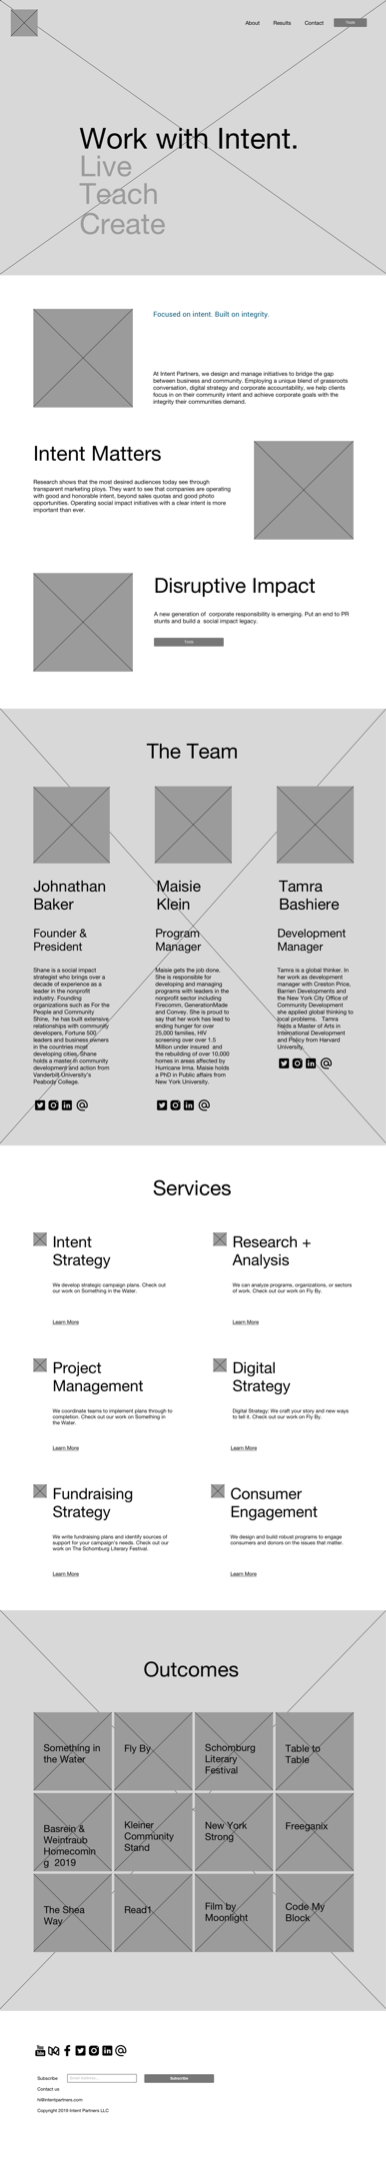 About Results Contact
Work with Intent.
Live
Teach
Create
Focused on intent. Built on integrity.
At Intent Partners, we design and manage initiatives to bridge the gap
between business and community. Employing a unique blend of grassroots
conversation, digital strategy and corporate accountability, we help clients
focus in on their community intent and achieve corporate goals with the
integrity their communities demand.
Intent Matters
Research shows that the most desired audiences today see through
transparent marketing ploys. They want to see that companies are operating
with good and honorable intent, beyond sales quotas and good photo
opportunities. Operating social impact initiatives with a clear intent is more
important than ever.
Disruptive Impact
A new generation of corporate responsibility is emerging. Put an end to PR
stunts and build a social impact legacy.
The Team
Johnathan
Baker
Founder &
President
Shane is a social impact
strategist who brings over a
decade of experience as a
leader in the nonprofit
industry. Founding
organizations such as For the
People and Community
Shine, he has built extensive
relationships with community
developers, Fortune 500
leaders and business owners
in the countries most
developing cities. Shane
holds a master in community
development and action from
Vanderbilt University's
Peabody College.
Maisie
Klein
Program
Manager
Maisie gets the job done.
She is responsible for
developing and managing
programs with leaders in the
nonprofit sector including
Firecomm, GenerationMade
and Convey. She is proud to
say that her work has lead to
ending hunger for over
25,000 families, HIV
screening over over 1.5
Million under insured and
the rebuilding of over 10,000
homes in areas affected by
Hurricane Irma. Maisie holds
a PhD in Public affairs from
New York University.
Tamra
Bashiere
Development
Manager
Tamra is a global thinker. In
her work as development
manager with Creston Price,
Barrien Developments and
the New York City Office of
Community Development
she applied global thinking to
local problems. Tamra
holds a Master of Arts in
International Development
and Policy from Harvard
University.
Services
Intent
Strategy
We develop strategic campaign plans. Check out
our work on Something in the Water.
Learn More
Research +
Analysis
We can analyze programs, organizations, or sectors
of work. Check out our work on Fly By.
Learn More
Project
Management
We coordinate teams to implement plans through to
completion. Check out our work on Something in
the Water.
Learn More
Digital
Strategy
Digital Strategy: We craft your story and new ways
to tell it. Check out our work on Fly By.
Learn More
Fundraising
Strategy
We write fundraising plans and identify sources of
support for your campaign's needs. Check out our
work on The Schomburg Literary Festival.
Learn More
Consumer
Engagement
We design and build robust programs to engage
consumers and donors on the issues that matter.
Learn More
Outcomes
Something in
the Water
Fly By
Schomburg
Literary
Festival
Table to
Table
Basrein &
Weintraub
Homecomin
g 2019
Kleiner
Community
Stand
New York
Strong
Freeganix
The Shea
Way
Read1
Film by
Moonlight
Code My
Block
Subscribe
Subscribe
Contact us
hi@intentpartners.com
Copyright 2019 Intent Partners LLC